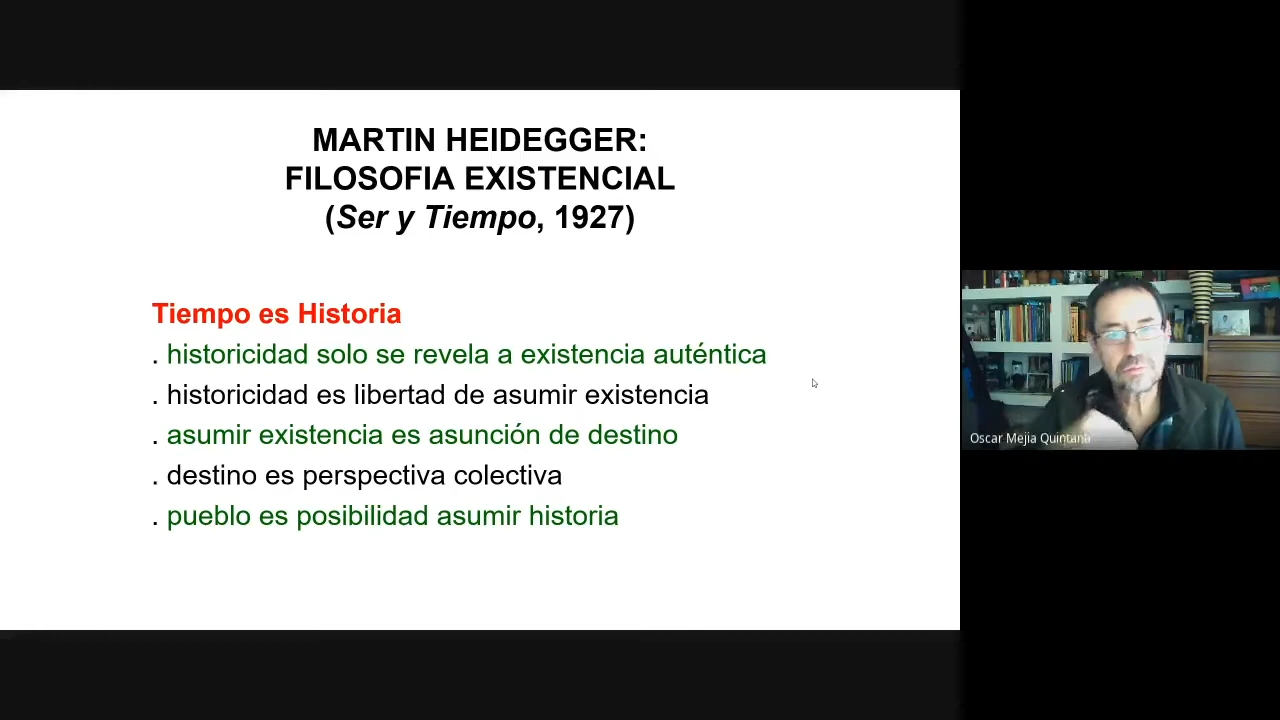 MARTIN HEIDEGGER:
FILOSOFIA EXISTENCIAL
(Ser y Tiempo, 1927)
Tiempo es Historia
. historicidad solo se revela a existencia auténtica
. historicidad es libertad de asumir existencia
. asumir existencia es asunción de destino
. destino es perspectiva colectiva
. pueblo es posibilidad asumir historia
Oscar Mejia Quintana